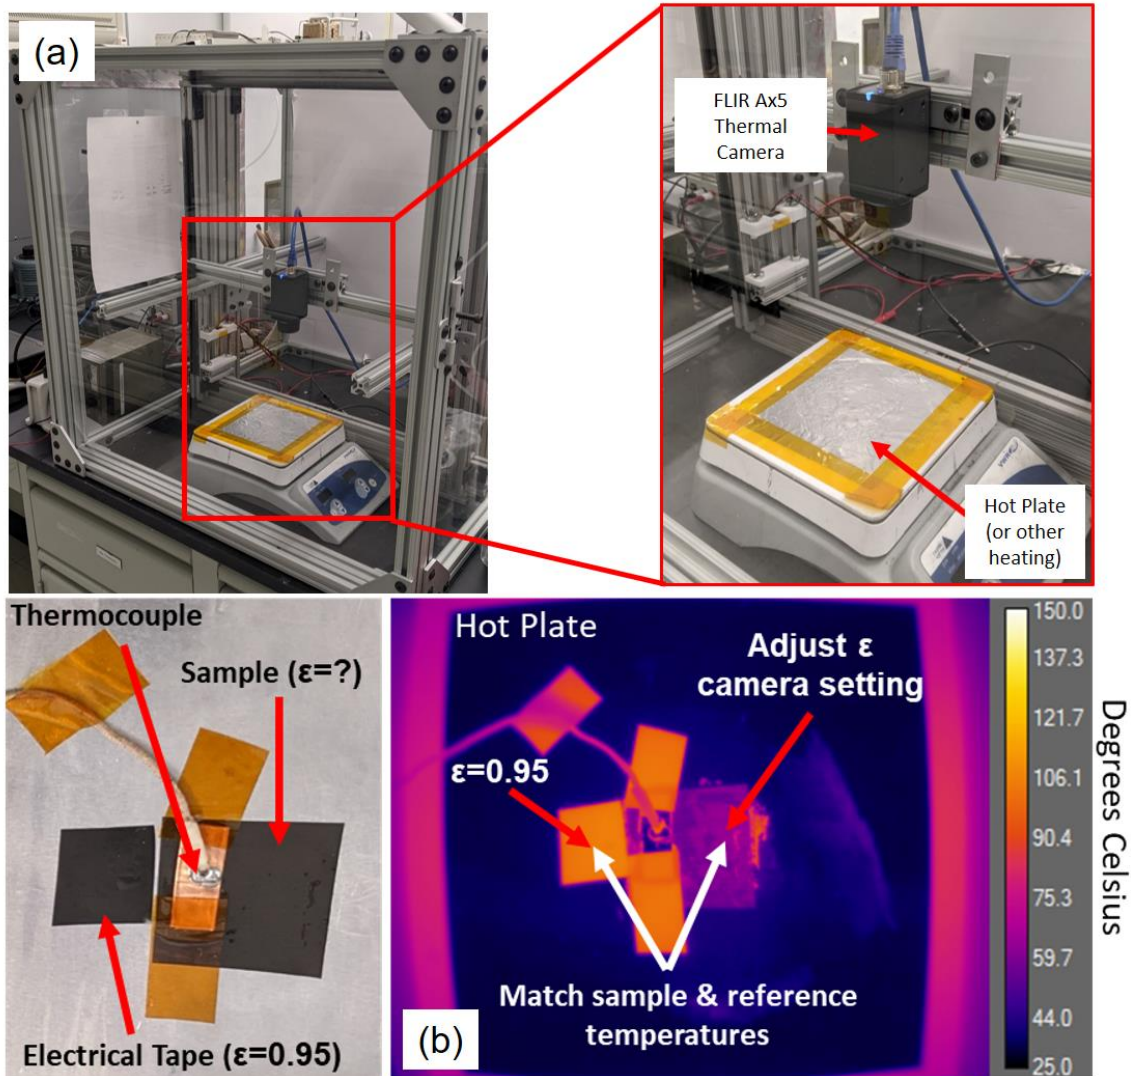 (a)
FLIR Ax5
Thermal
Camera
Hot Plate
(or other
heating)
Thermocouple
Sample (ε=?)
Electrical Tape (ε=0.95)
Hot Plate
Adjust ε
camera setting
ε=0.95
Match sample & reference
temperatures
(b)
150.0
137.3
121.7
106.1
90.4
75.3
59.7
44.0
25.0
Degrees Celsius